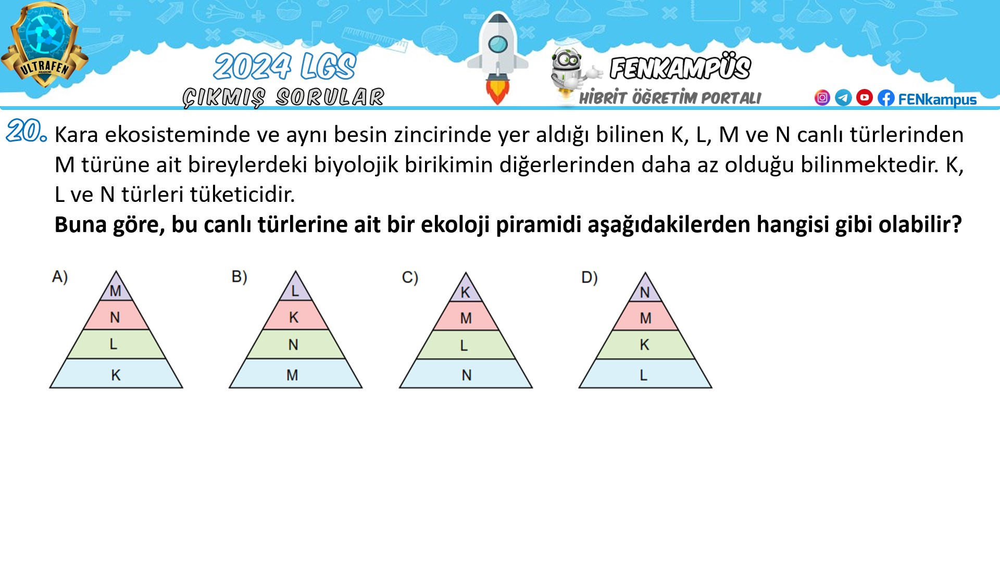 ULTRAFEN
AKADEMİ
2024 LGS
ÇIKMIŞ SORULAR
FENKAMPÜS
HİBRİT ÖĞRETİM PORTALI
FENkampus
20. Kara ekosisteminde ve aynı besin zincirinde yer aldığı bilinen K, L, M ve N canlı türlerinden
M türüne ait bireylerdeki biyolojik birikimin diğerlerinden daha az olduğu bilinmektedir. K,
L ve N türleri tüketicidir.
Buna göre, bu canlı türlerine ait bir ekoloji piramidi aşağıdakilerden hangisi gibi olabilir?
A)
M
N
L
K
B)
L
K
N
M
C)
K
M
L
N
D)
N
M
K
L